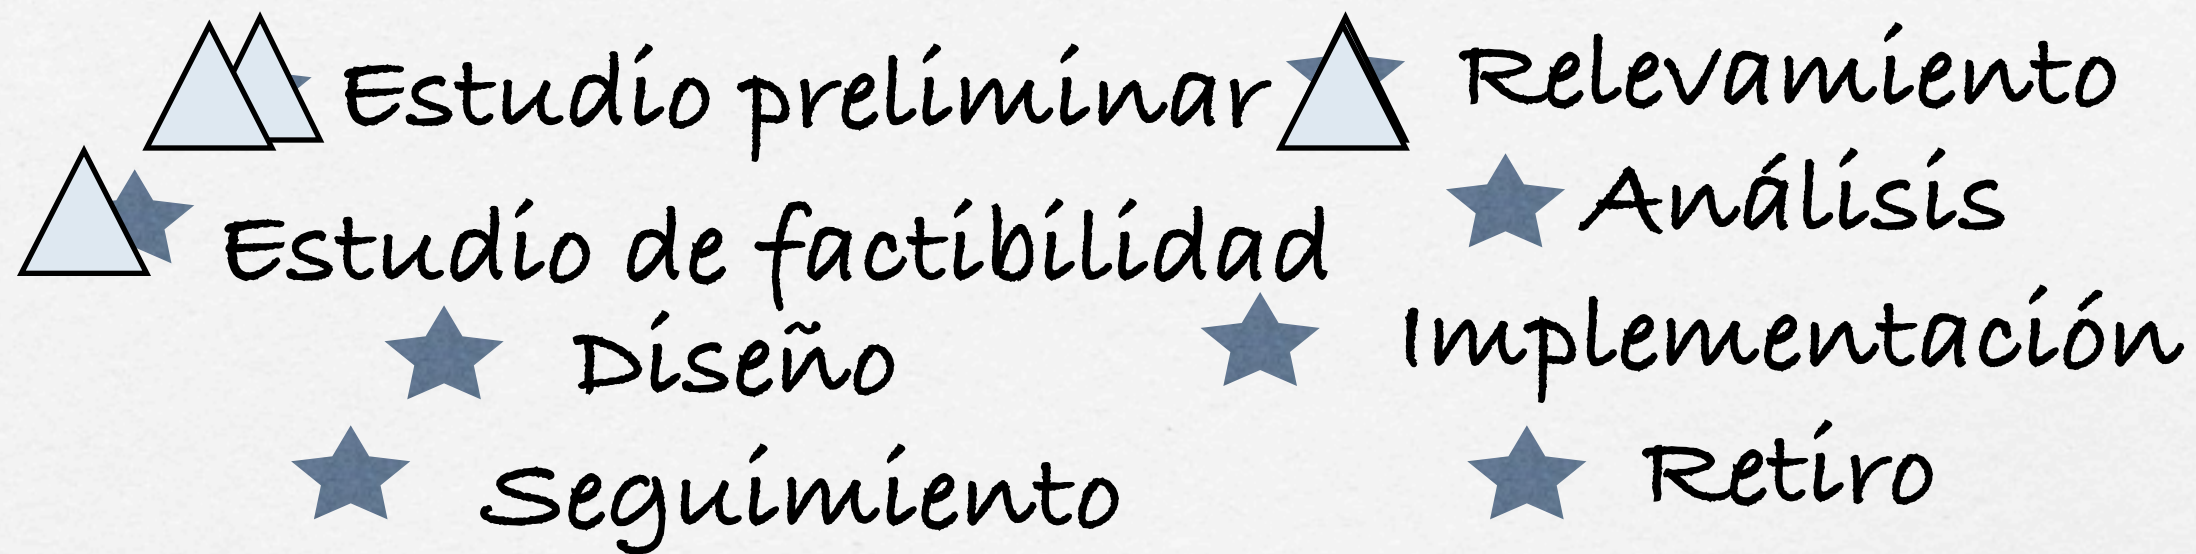 Estudio preliminar
Relevamiento
Estudio de factibilidad
Análisis
Diseño
Implementación
Seguimiento
Retiro